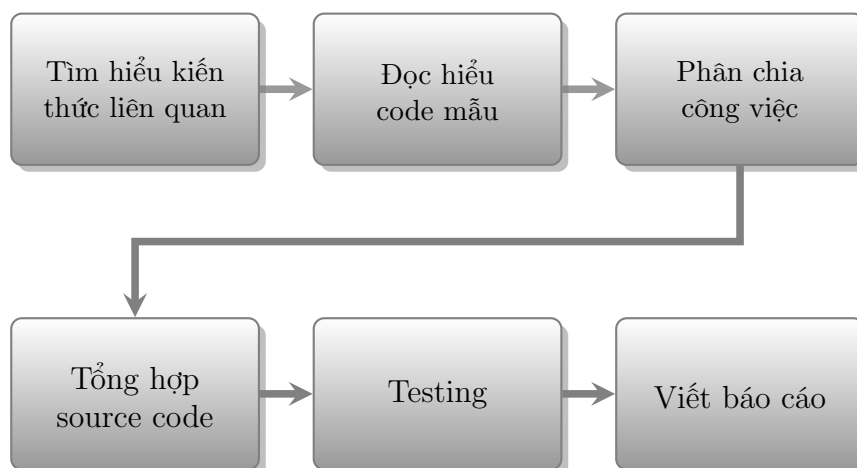 Tìm hiểu kiến
thức liên quan
Đọc hiểu
code mẫu
Phân chia
công việc
Tổng hợp
source code
Testing
Viết báo cáo